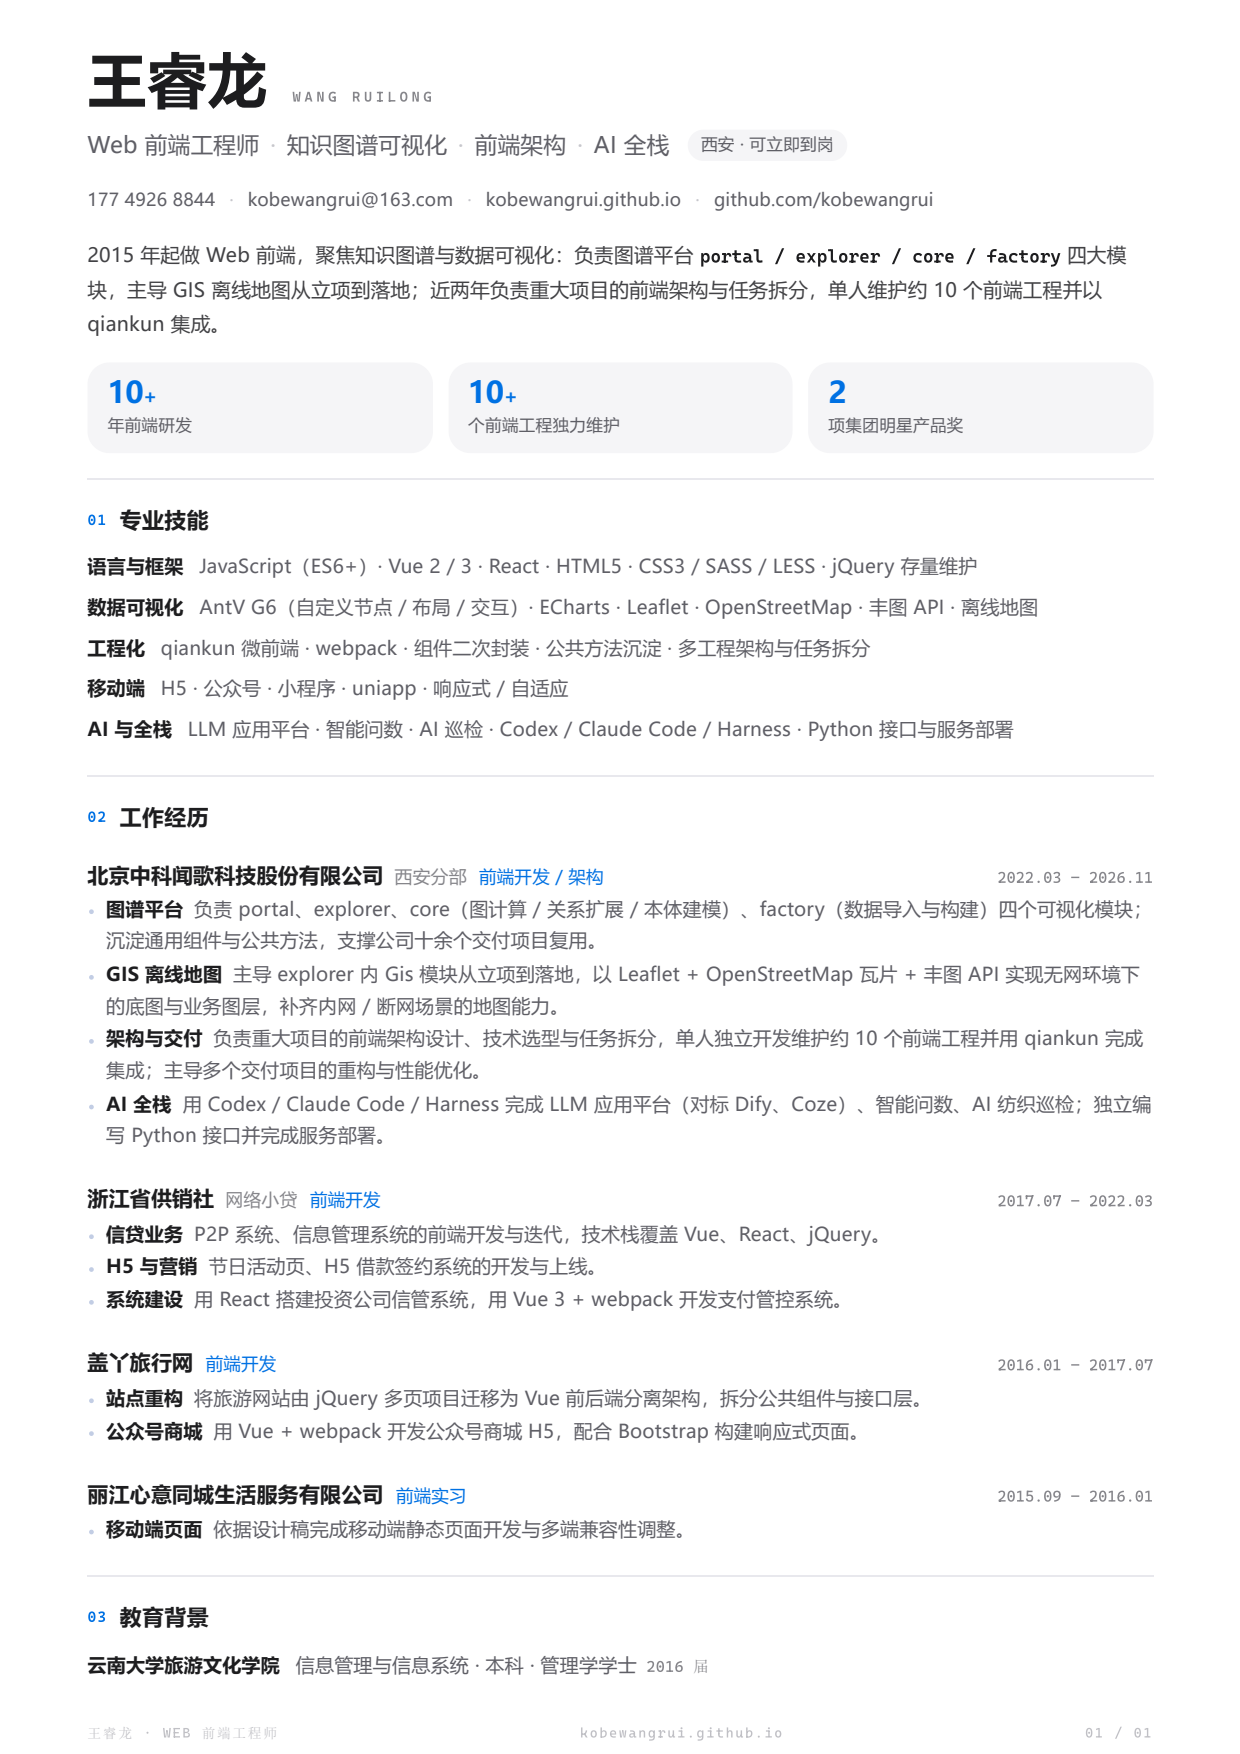 王睿龙 WANG RUILONG
Web 前端工程师 · 知识图谱可视化 · 前端架构 · AI 全栈 西安 · 可立即到岗
177 4926 8844 · kobewangrui@163.com · kobewangrui.github.io · github.com/kobewangrui
2015 年起做 Web 前端，聚焦知识图谱与数据可视化：负责图谱平台 portal / explorer / core / factory 四大模
块，主导 GIS 离线地图从立项到落地；近两年负责重大项目的前端架构与任务拆分，单人维护约 10 个前端工程并以
qiankun 集成。
10+ 10+ 2
年前端研发 个前端工程独力维护 项集团明星产品奖
01 专业技能
语言与框架 JavaScript（ES6+）· Vue 2 / 3 · React · HTML5 · CSS3 / SASS / LESS · jQuery 存量维护
数据可视化 AntV G6（自定义节点 / 布局 / 交互）· ECharts · Leaflet · OpenStreetMap · 丰图 API · 离线地图
工程化 qiankun 微前端 · webpack · 组件二次封装 · 公共方法沉淀 · 多工程架构与任务拆分
移动端 H5 · 公众号 · 小程序 · uniapp · 响应式 / 自适应
AI 与全栈 LLM 应用平台 · 智能问数 · AI 巡检 · Codex / Claude Code / Harness · Python 接口与服务部署
02 工作经历
北京中科闻歌科技股份有限公司 西安分部 前端开发 / 架构 2022.03 – 2026.11
• 图谱平台 负责 portal、explorer、core（图计算 / 关系扩展 / 本体建模）、factory（数据导入与构建）四个可视化模块；
沉淀通用组件与公共方法，支撑公司十余个交付项目复用。
• GIS 离线地图 主导 explorer 内 Gis 模块从立项到落地，以 Leaflet + OpenStreetMap 瓦片 + 丰图 API 实现无网环境下
的底图与业务图层，补齐内网 / 断网场景的地图能力。
• 架构与交付 负责重大项目的前端架构设计、技术选型与任务拆分，单人独立开发维护约 10 个前端工程并用 qiankun 完成
集成；主导多个交付项目的重构与性能优化。
• AI 全栈 用 Codex / Claude Code / Harness 完成 LLM 应用平台（对标 Dify、Coze）、智能问数、AI 纺织巡检；独立编
写 Python 接口并完成服务部署。
浙江省供销社 网络小贷 前端开发 2017.07 – 2022.03
• 信贷业务 P2P 系统、信息管理系统的前端开发与迭代，技术栈覆盖 Vue、React、jQuery。
• H5 与营销 节日活动页、H5 借款签约系统的开发与上线。
• 系统建设 用 React 搭建投资公司信管系统，用 Vue 3 + webpack 开发支付管控系统。
盖丫旅行网 前端开发 2016.01 – 2017.07
• 站点重构 将旅游网站由 jQuery 多页项目迁移为 Vue 前后端分离架构，拆分公共组件与接口层。
• 公众号商城 用 Vue + webpack 开发公众号商城 H5，配合 Bootstrap 构建响应式页面。
丽江心意同城生活服务有限公司 前端实习 2015.09 – 2016.01
• 移动端页面 依据设计稿完成移动端静态页面开发与多端兼容性调整。
03 教育背景
云南大学旅游文化学院 信息管理与信息系统 · 本科 · 管理学学士 2016 届
王睿龙 · WEB 前端工程师 kobewangrui.github.io 01 / 01